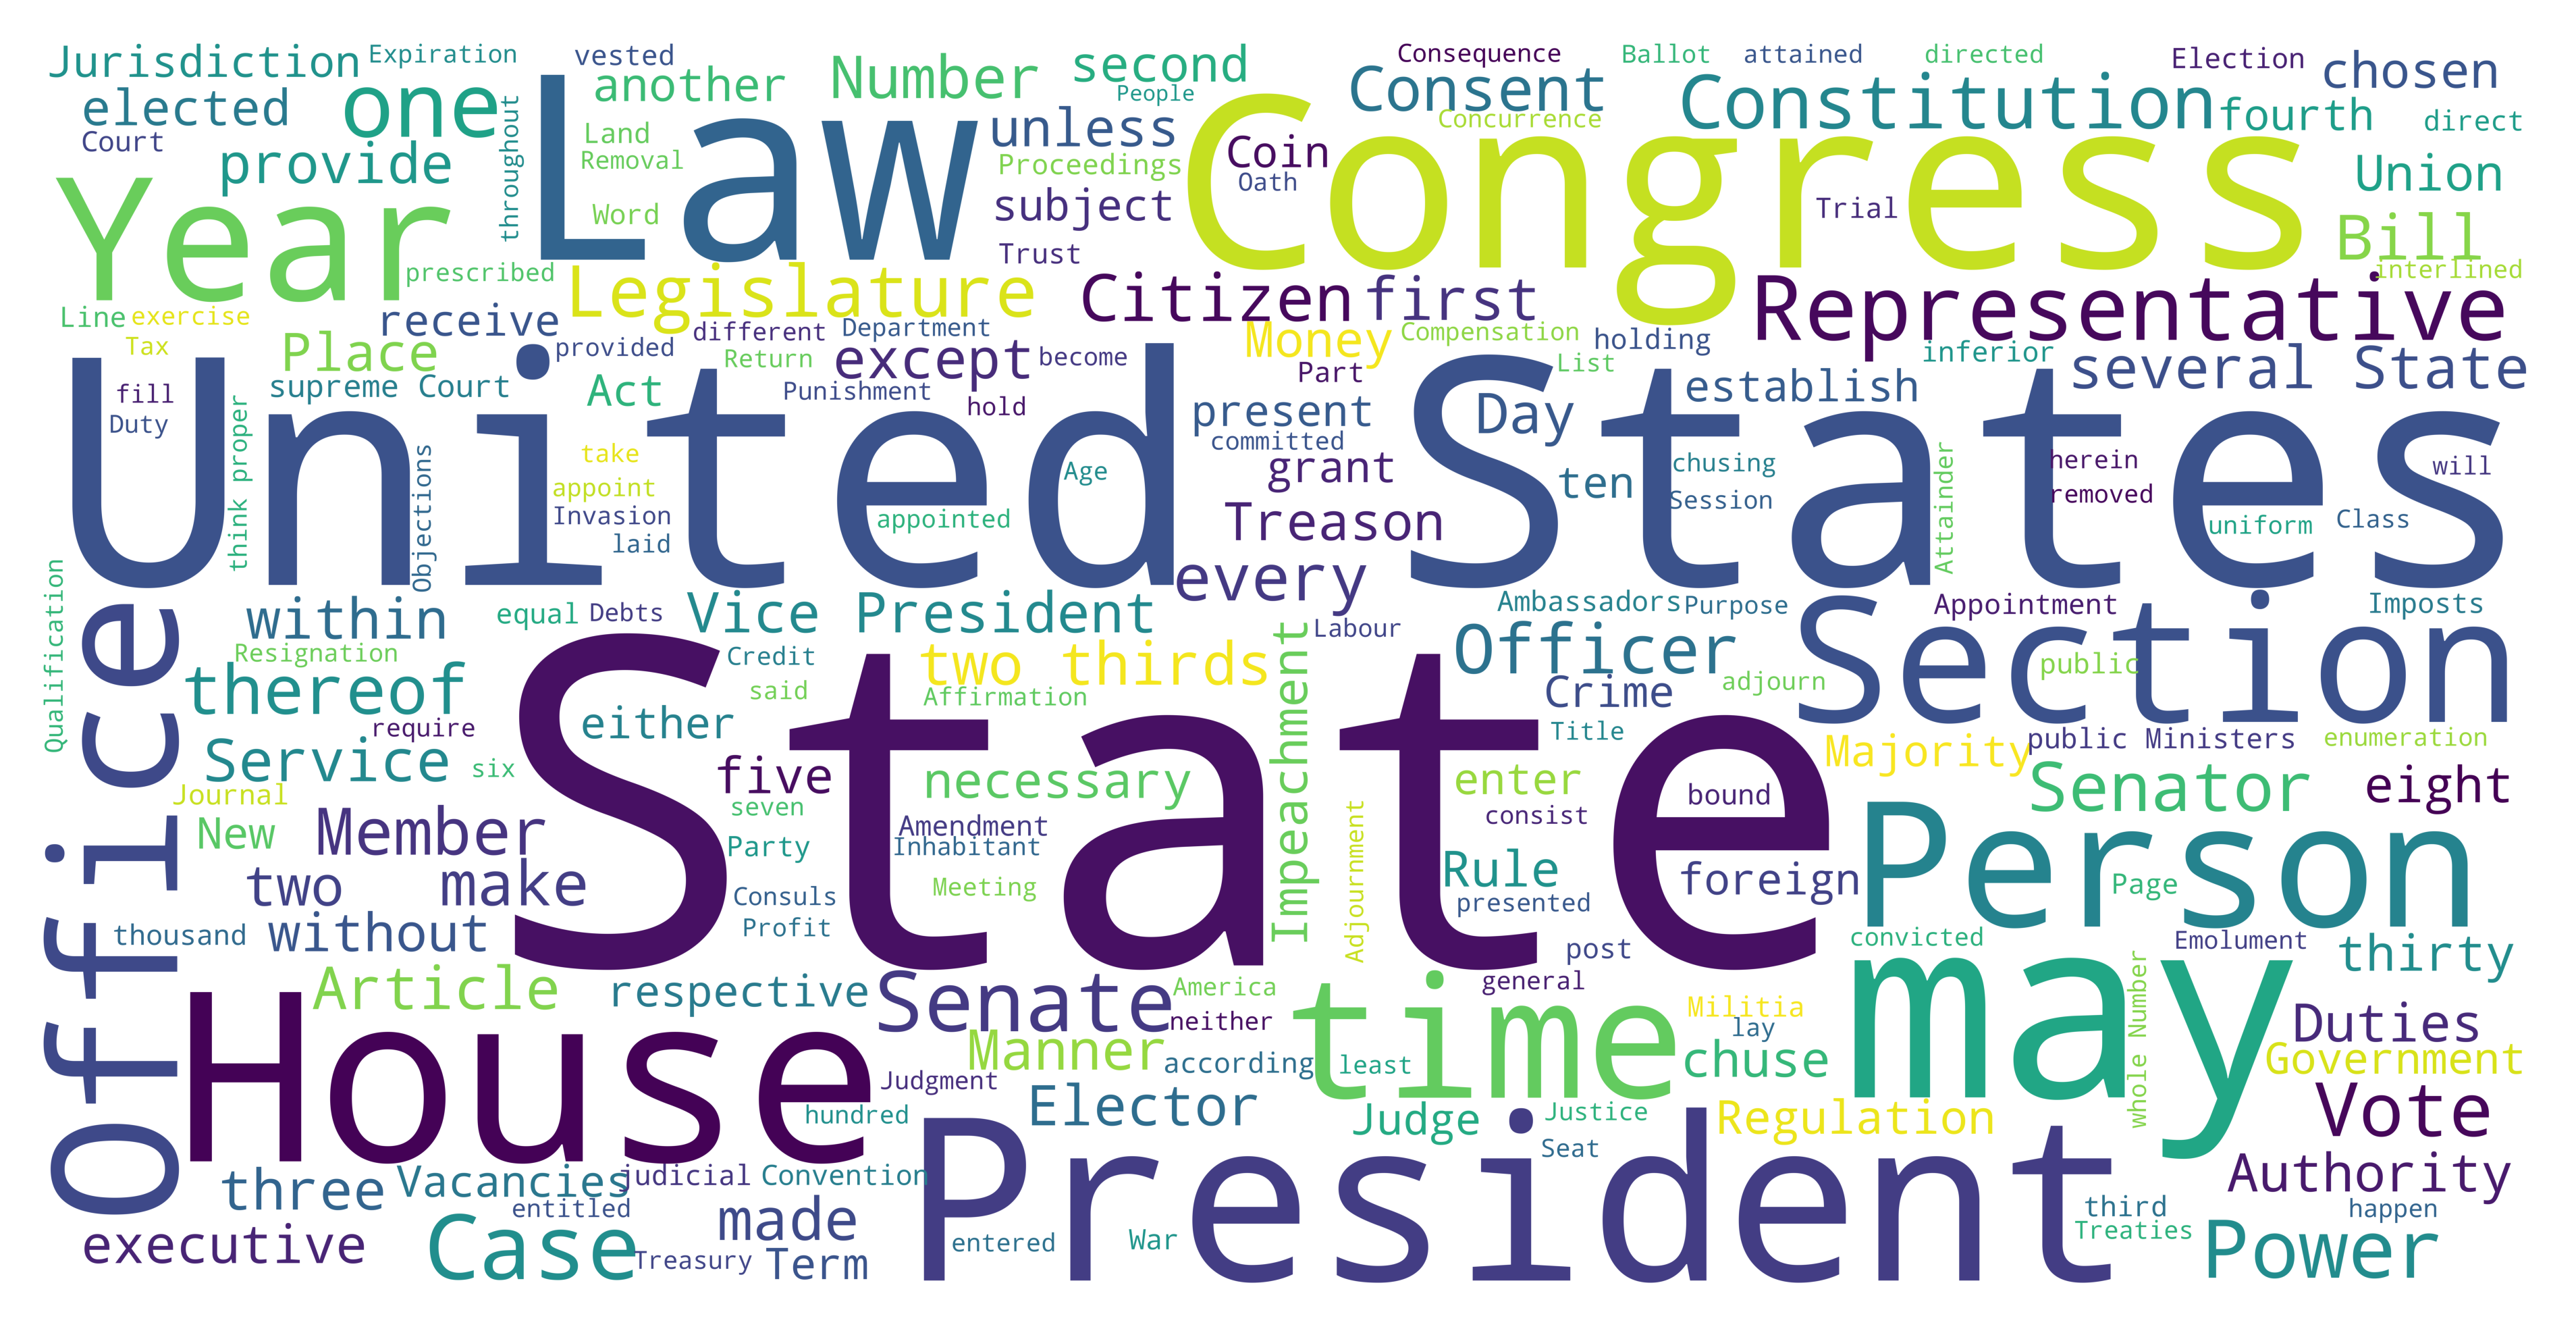 Jurisdiction
Expiration
vested
second
Consequence
Ballot
attained
directed
Election
chosen
elected
one
another
Number
People
Consent
Constitution
fourth
direct
Court
throughout
Law
Land
unless
Coin
Concurrence
Congress
Union
provide
Removal
Proceedings
Oath
Year
Word
subject
Trial
Bill
Trust
prescribed
Legislature
Citizen
first
Representative
interlined
Line
exercise
receive
different
Department
Money
Compensation
holding
Tax
Place
provided
Return
except
become
List
inferior
several State
fill
supreme Court
Act
Punishment
hold
Part
establish
Duty
think proper
Objections
United States
present
Day
committed
take
Age
grant
chusing
Attainder
herein
will
appoint
ten
Session
removed
Invasion
appointed
Treason
uniform
Class
laid
every
Qualification
Office
within
equal
Debts
Vice President
Ambassadors
Purpose
Appointment
Imposts
Resignation
Credit
two thirds
Impeachment
Labour
Officer
Section
public
thereof
said
Affirmation
Crime
adjourn
require
either
Title
Majority
public Ministers
enumeration
Service
six
State
five
necessary
enter
Senator
eight
Journal
seven
bound
New
Member
Amendment
Adjournment
consist
Person
Party
Inhabitant
two
make
Meeting
Rule
foreign
Page
Consuls
presented
thousand
without
Profit
post
convicted
Emolument
thirty
Article
respective
Senate
America
general
may
whole Number
House
neither
time
Militia
Duties
lay
Manner
according
least
chuse
Government
Judgment
hundred
Elector
Judge
Justice
Regulation
Vote
Seat
three
Vacancies
judicial
Convention
President
Authority
entitled
third
happen
executive
Case
made
entered
War
Treaties
Power
Treasury
Term